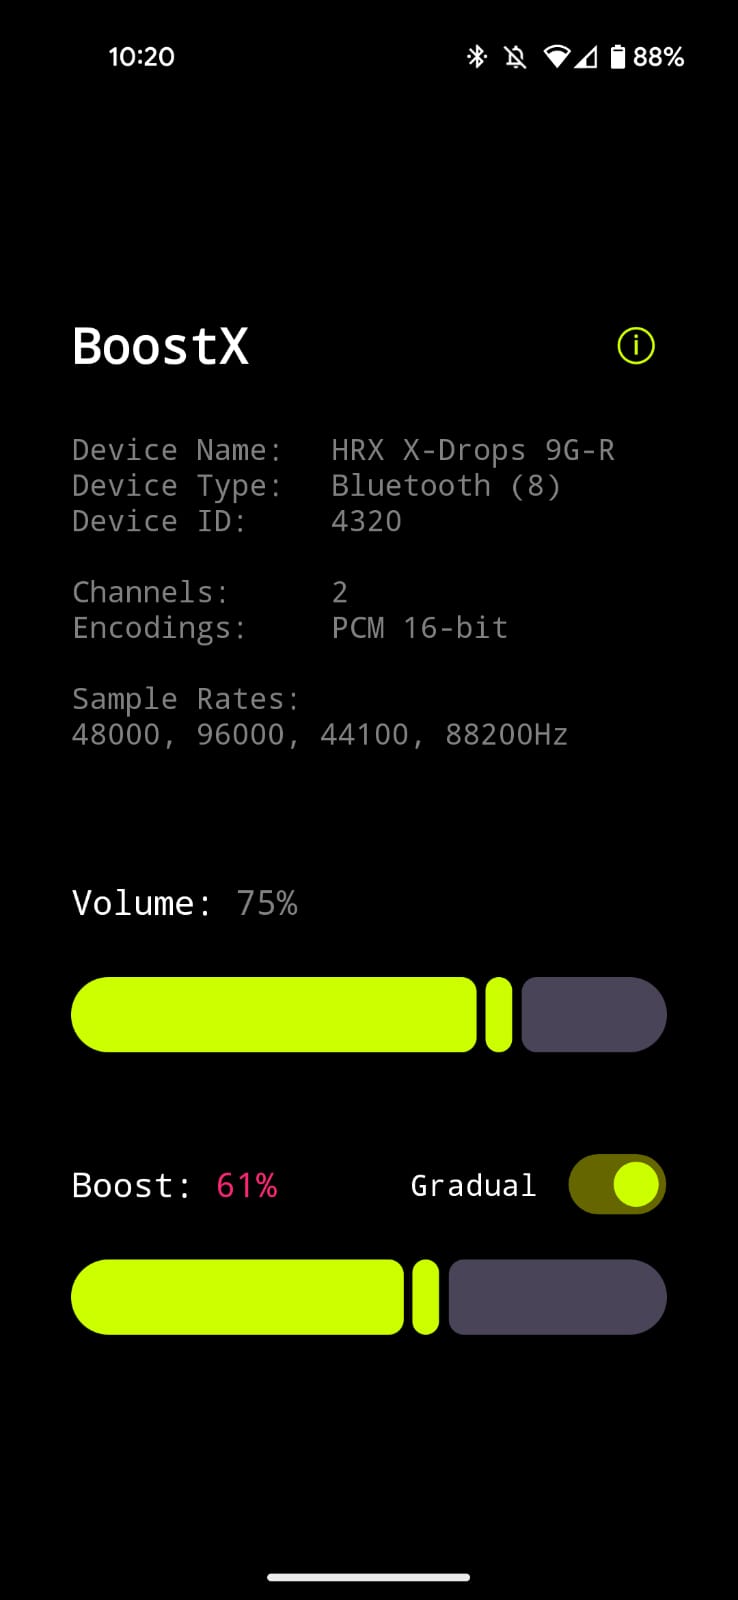 10:20 88%
BoostX
Device Name: HRX X-Drops 9G-R
Device Type: Bluetooth (8)
Device ID: 4320
Channels: 2
Encodings: PCM 16-bit
Sample Rates:
48000, 96000, 44100, 88200Hz
Volume: 75%
Boost: 61% Gradual